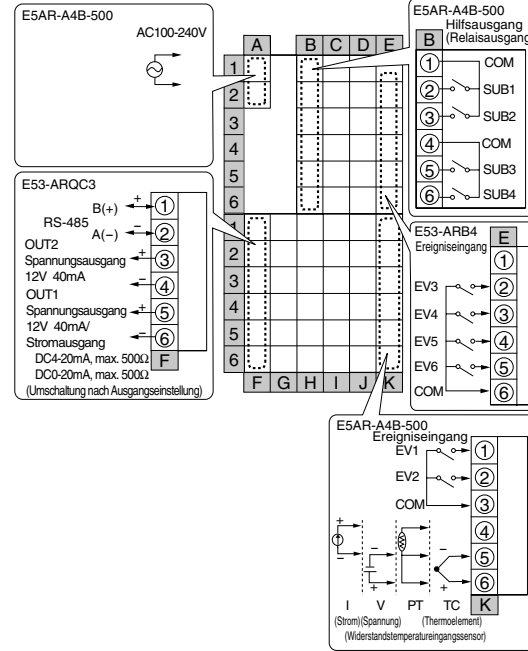 E5AR-A4B-500
AC100-240V
A B C D E
1
2
3
4
5
6
1
2
3
4
5
6
F G H I J K
E5AR-A4B-500
Hilfsausgang
(Relaisausgang
B
1 COM
2 SUB1
3 SUB2
4 COM
5 SUB3
6 SUB4
E53-ARQC3
RS-485
B(+) + 1
A(−) − 2
OUT2
Spannungsausgang + 3
12V 40mA − 4
OUT1
Spannungsausgang + 5
12V 40mA/
Stromausgang − 6
DC4-20mA, max. 500Ω F
DC0-20mA, max. 500Ω
(Umschaltung nach Ausgangseinstellung)
E53-ARB4
Ereigniseingang
E
1
EV3 2
EV4 3
EV5 4
EV6 5
COM 6
E5AR-A4B-500
Ereigniseingang
EV1 1
EV2 2
COM 3
4
5
6
+ − − + − +
I V PT TC K
(Strom)(Spannung) (Thermoelement)
(Widerstandstemperatureingangssensor)